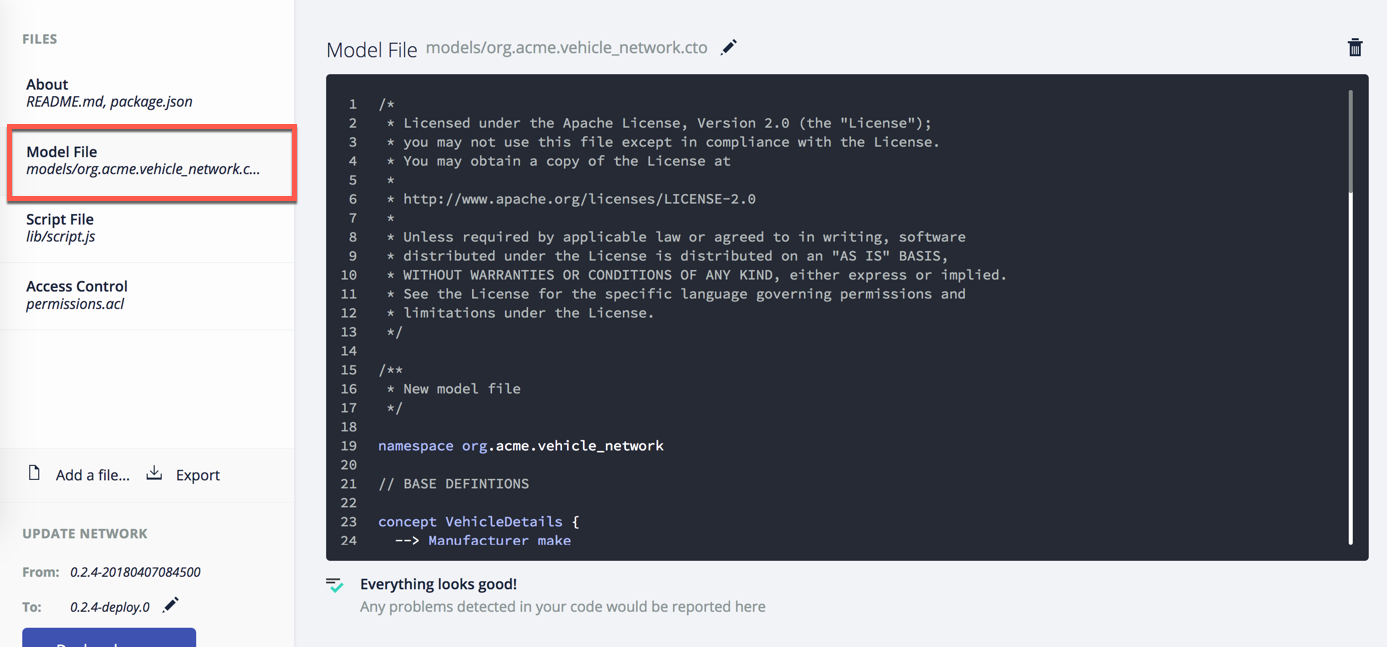 FILES
About
README.md, package.json
Model File
models/org.acme.vehicle_network.c...
Script File
lib/script.js
Access Control
permissions.acl
Add a file... Export
UPDATE NETWORK
From: 0.2.4-20180407084500
To: 0.2.4-deploy.0
Model File models/org.acme.vehicle_network.cto
1 /*
2 * Licensed under the Apache License, Version 2.0 (the "License");
3 * you may not use this file except in compliance with the License.
4 * You may obtain a copy of the License at
5 *
6 * http://www.apache.org/licenses/LICENSE-2.0
7 *
8 * Unless required by applicable law or agreed to in writing, software
9 * distributed under the License is distributed on an "AS IS" BASIS,
10 * WITHOUT WARRANTIES OR CONDITIONS OF ANY KIND, either express or implied.
11 * See the License for the specific language governing permissions and
12 * limitations under the License.
13 */
14
15 /**
16 * New model file
17 */
18
19 namespace org.acme.vehicle_network
20
21 // BASE DEFINTIONS
22
23 concept VehicleDetails {
24 --> Manufacturer make
Everything looks good!
Any problems detected in your code would be reported here